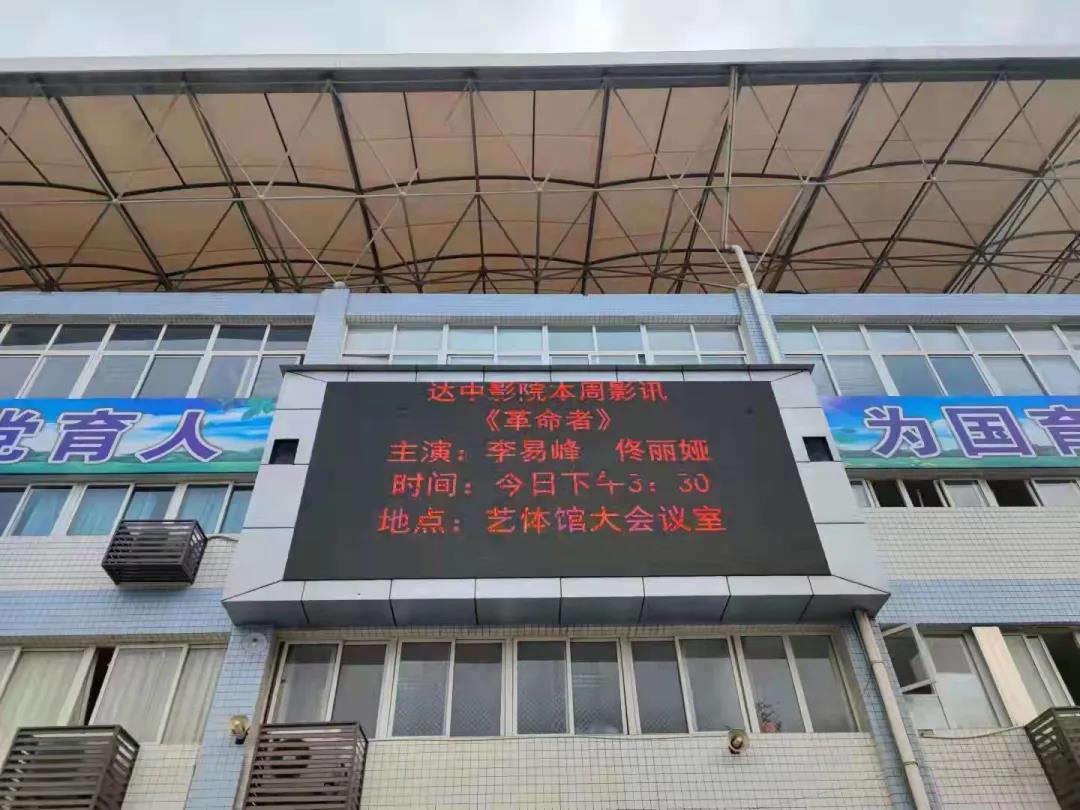 达中影院本周影讯
《革命者》
主演：李易峰 佟丽娅
时间：今日下午3：30
地点：艺体馆大会议室
党育人
为国育